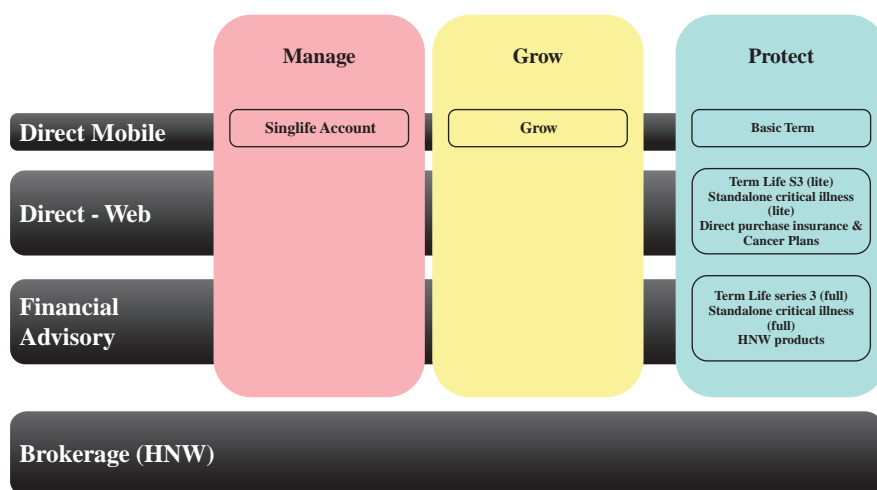 Manage
Grow
Protect
Direct Mobile
Singlife Account
Grow
Basic Term
Direct - Web
Term Life S3 (lite)
Standalone critical illness
(lite)
Direct purchase insurance &
Cancer Plans
Financial
Advisory
Term Life series 3 (full)
Standalone critical illness
(full)
HNW products
Brokerage (HNW)